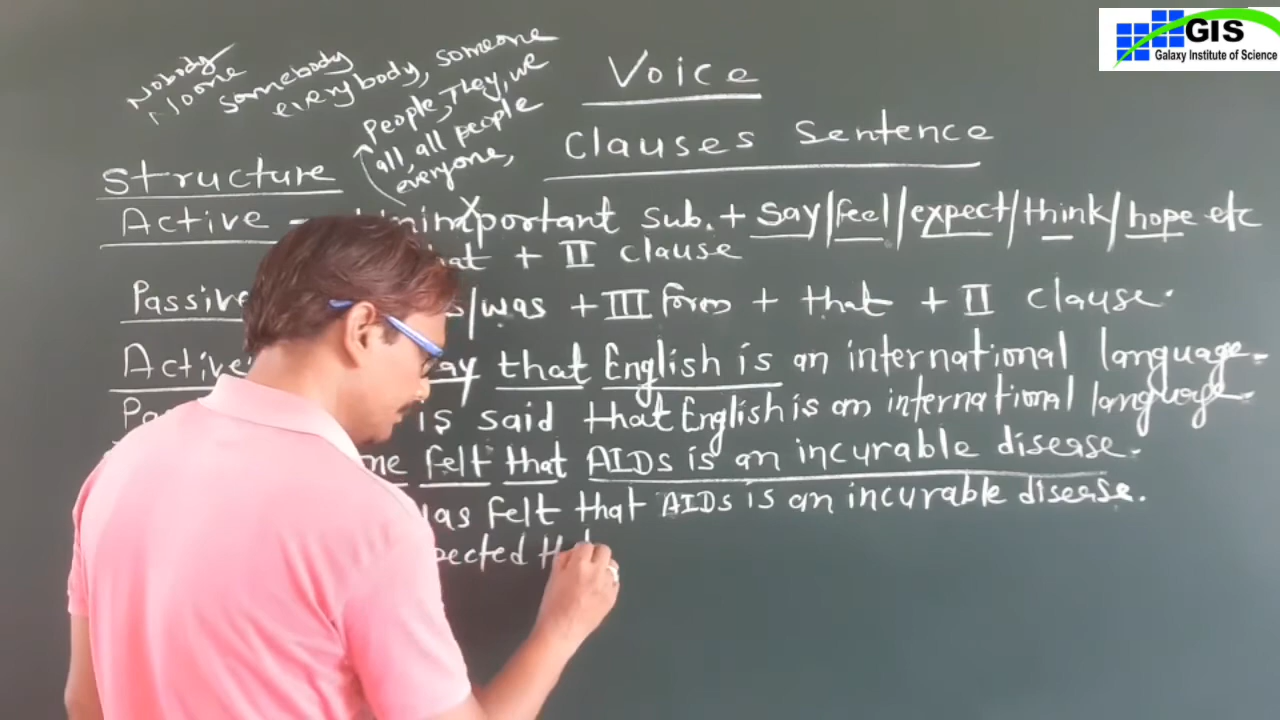 GIS
Galaxy Institute of Science
Nobody
No one
somebody
everybody, someone
People, They, we
all, all people
everyone,
Voice
Clauses Sentence
Structure
Active - Unimportant sub. + say/feel/expect/think/hope etc
+ II clause
Passive /was + III form + that + II clause.
Active say that English is an international language.
is said that English is an international language.
felt that AIDs is an incurable disease.
was felt that AIDs is an incurable disease.